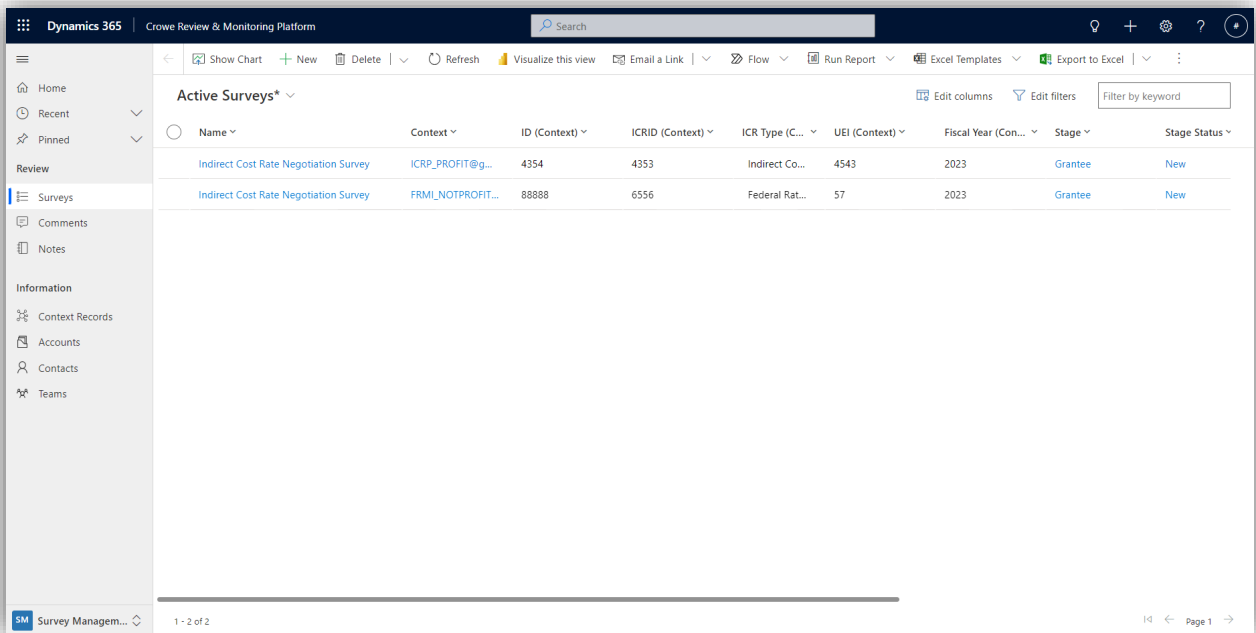 Dynamics 365 Crowe Review & Monitoring Platform Search ? #
Show Chart New Delete Refresh Visualize this view Email a Link Flow Run Report Excel Templates Export to Excel
Home
Recent
Pinned
Review
Surveys
Comments
Notes
Information
Context Records
Accounts
Contacts
Teams
SM Survey Managem...
Active Surveys* Edit columns Edit filters Filter by keyword
Name Context ID (Context) ICRID (Context) ICR Type (C... UEI (Context) Fiscal Year (Con... Stage Stage Status
Indirect Cost Rate Negotiation Survey ICRP_PROFIT@g... 4354 4353 Indirect Co... 4543 2023 Grantee New
Indirect Cost Rate Negotiation Survey FRMI_NOTPROFIT... 88888 6556 Federal Rat... 57 2023 Grantee New
1 - 2 of 2 Page 1